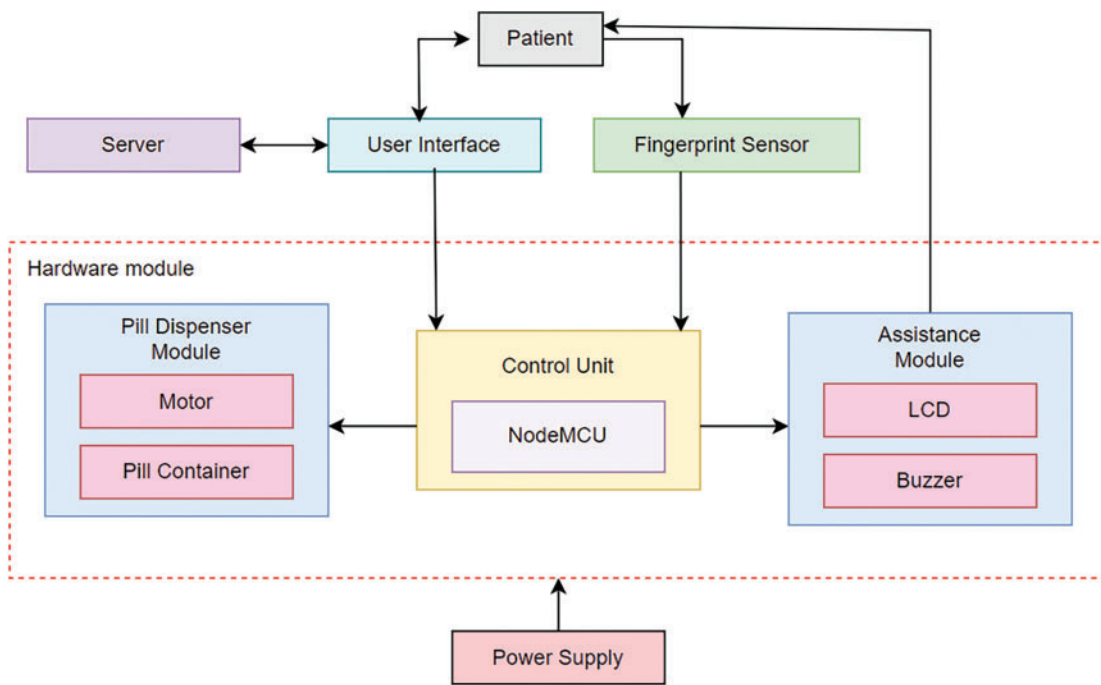 Patient
Server
User Interface
Fingerprint Sensor
Hardware module
Pill Dispenser
Module
Motor
Pill Container
Control Unit
NodeMCU
Assistance
Module
LCD
Buzzer
Power Supply